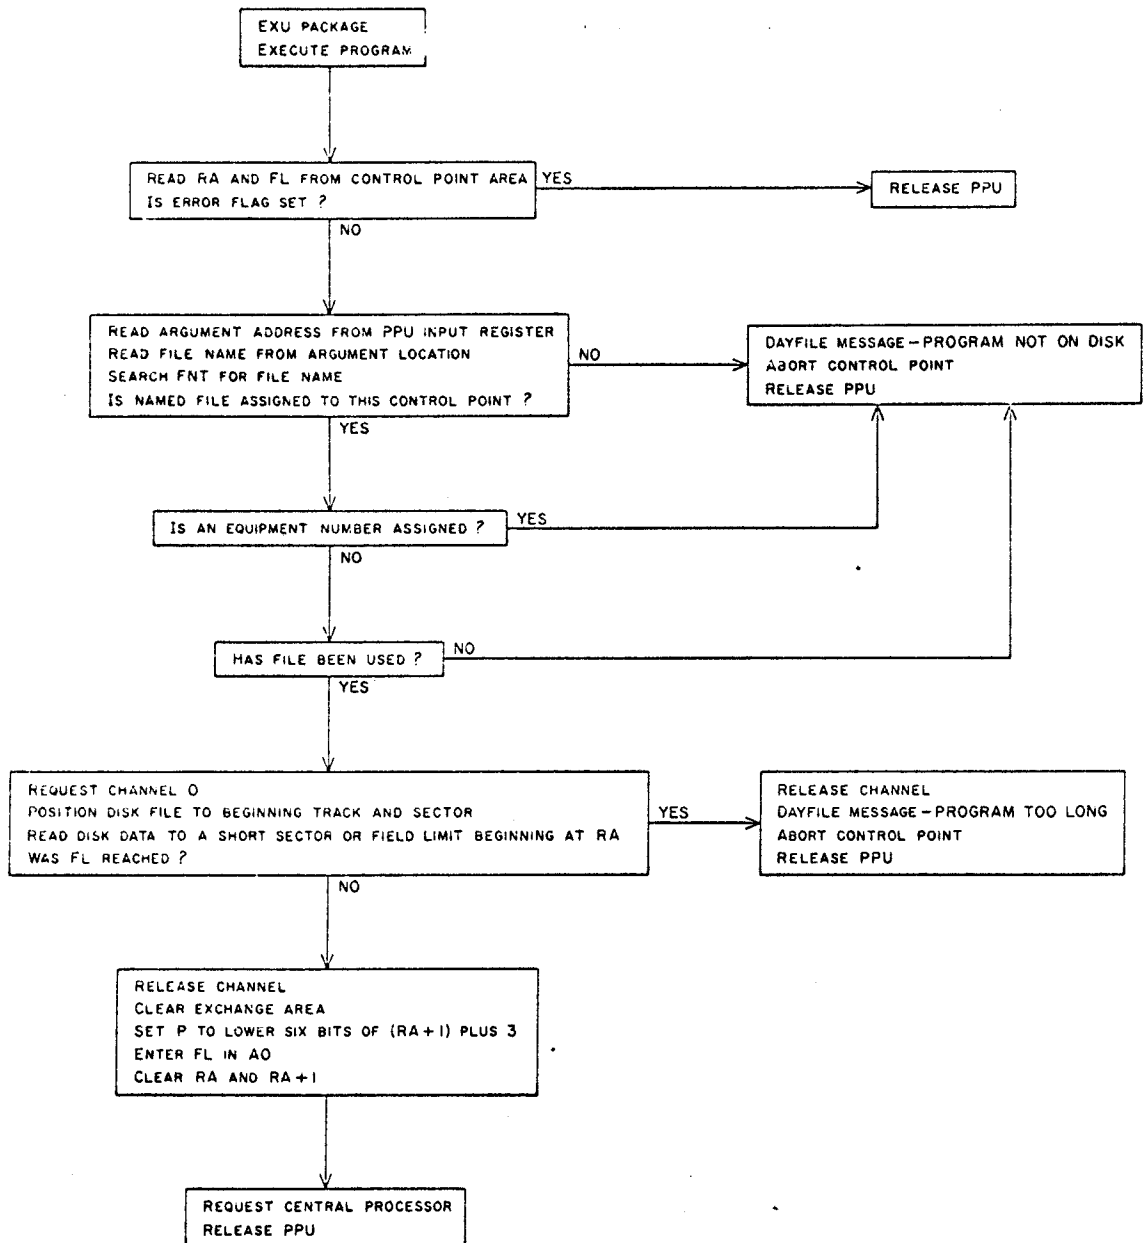 EXU PACKAGE
EXECUTE PROGRAM
READ RA AND FL FROM CONTROL POINT AREA
IS ERROR FLAG SET ?
YES
RELEASE PPU
NO
READ ARGUMENT ADDRESS FROM PPU INPUT REGISTER
READ FILE NAME FROM ARGUMENT LOCATION
SEARCH FNT FOR FILE NAME
IS NAMED FILE ASSIGNED TO THIS CONTROL POINT ?
NO
DAYFILE MESSAGE – PROGRAM NOT ON DISK
ABORT CONTROL POINT
RELEASE PPU
YES
IS AN EQUIPMENT NUMBER ASSIGNED ?
YES
NO
HAS FILE BEEN USED ?
NO
YES
REQUEST CHANNEL 0
POSITION DISK FILE TO BEGINNING TRACK AND SECTOR
READ DISK DATA TO A SHORT SECTOR OR FIELD LIMIT BEGINNING AT RA
WAS FL REACHED ?
YES
RELEASE CHANNEL
DAYFILE MESSAGE – PROGRAM TOO LONG
ABORT CONTROL POINT
RELEASE PPU
NO
RELEASE CHANNEL
CLEAR EXCHANGE AREA
SET P TO LOWER SIX BITS OF (RA+1) PLUS 3
ENTER FL IN A0
CLEAR RA AND RA+1
REQUEST CENTRAL PROCESSOR
RELEASE PPU